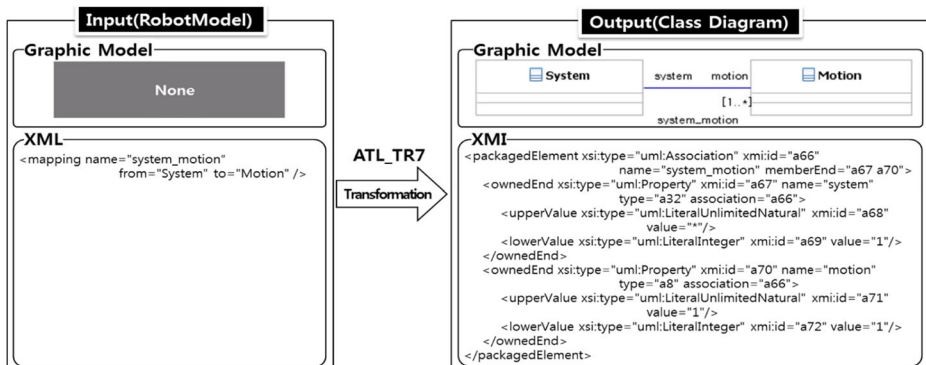 Input(RobotModel)
Graphic Model
None
XML
<mapping name="system_motion"
from="System" to="Motion" />
ATL_TR7
Transformation
Output(Class Diagram)
Graphic Model
System
system motion
Motion
[1..*]
system_motion
XMI
<packagedElement xsi:type="uml:Association" xmi:id="a66"
name="system_motion" memberEnd="a67 a70">
<ownedEnd xsi:type="uml:Property" xmi:id="a67" name="system"
type="a32" association="a66">
<upperValue xsi:type="uml:LiteralUnlimitedNatural" xmi:id="a68"
value="*"/>
<lowerValue xsi:type="uml:LiteralInteger" xmi:id="a69" value="1"/>
</ownedEnd>
<ownedEnd xsi:type="uml:Property" xmi:id="a70" name="motion"
type="a8" association="a66">
<upperValue xsi:type="uml:LiteralUnlimitedNatural" xmi:id="a71"
value="1"/>
<lowerValue xsi:type="uml:LiteralInteger" xmi:id="a72" value="1"/>
</ownedEnd>
</packagedElement>